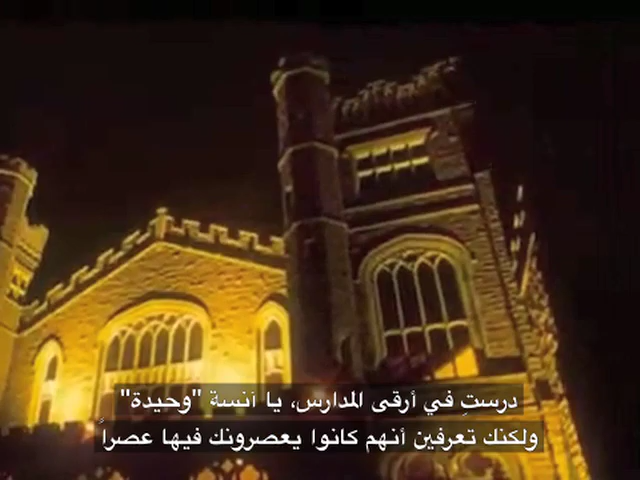 درستِ في أرقى المدارس، يا آنسة "وحيدة"
ولكنك تعرفين أنهم كانوا يعصرونك فيها عصراً